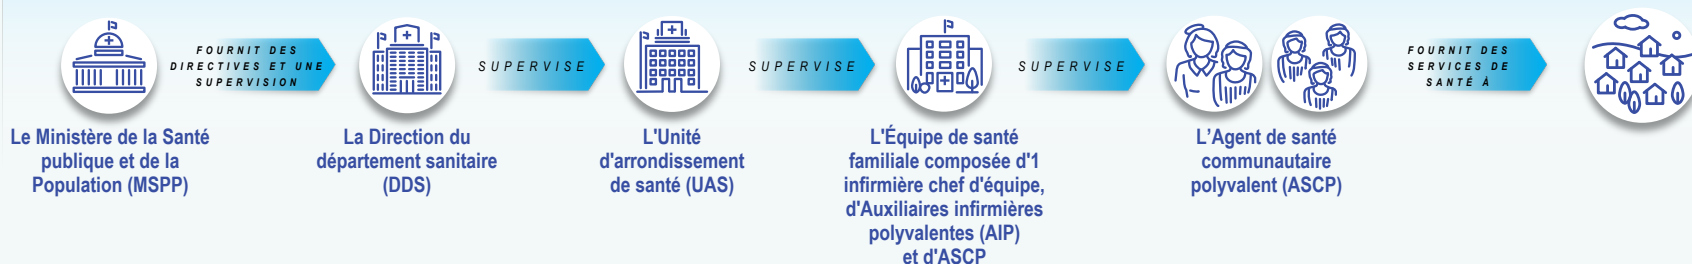 FOURNIT DES
DIRECTIVES ET UNE
SUPERVISION
SUPERVISE
SUPERVISE
SUPERVISE
FOURNIT DES
SERVICES DE
SANTÉ À
Le Ministère de la Santé
publique et de la
Population (MSPP)
La Direction du
département sanitaire
(DDS)
L'Unité
d'arrondissement
de santé (UAS)
L'Équipe de santé
familiale composée d'1
infirmière chef d'équipe,
d'Auxiliaires infirmières
polyvalentes (AIP)
et d'ASCP
L’Agent de santé
communautaire
polyvalent (ASCP)